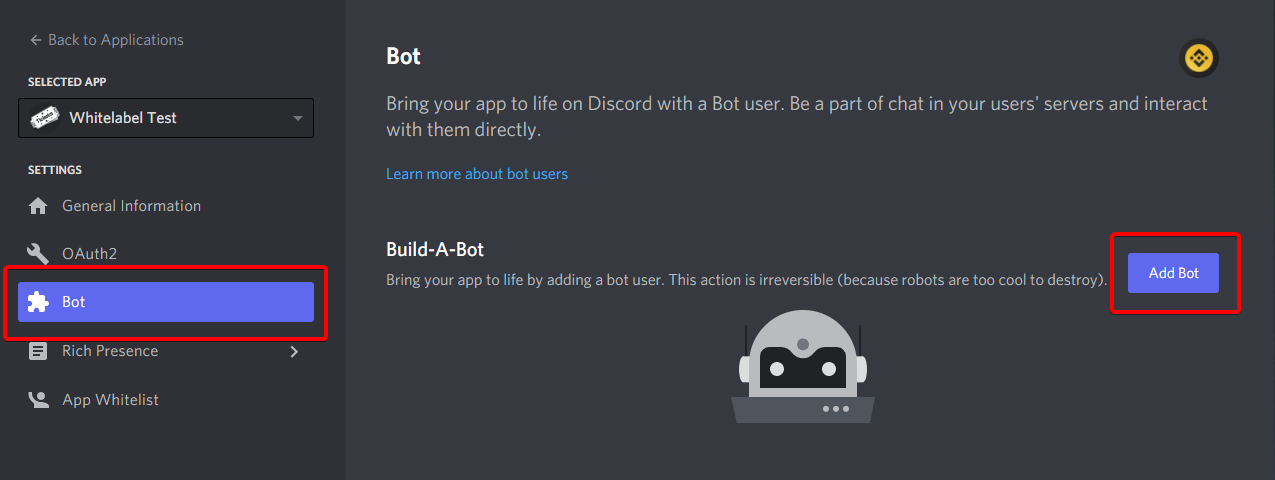 Back to Applications
SELECTED APP
Whitelabel Test
SETTINGS
General Information
OAuth2
Bot
Rich Presence
App Whitelist
Bot
Bring your app to life on Discord with a Bot user. Be a part of chat in your users' servers and interact
with them directly.
Learn more about bot users
Build-A-Bot
Bring your app to life by adding a bot user. This action is irreversible (because robots are too cool to destroy).
Add Bot